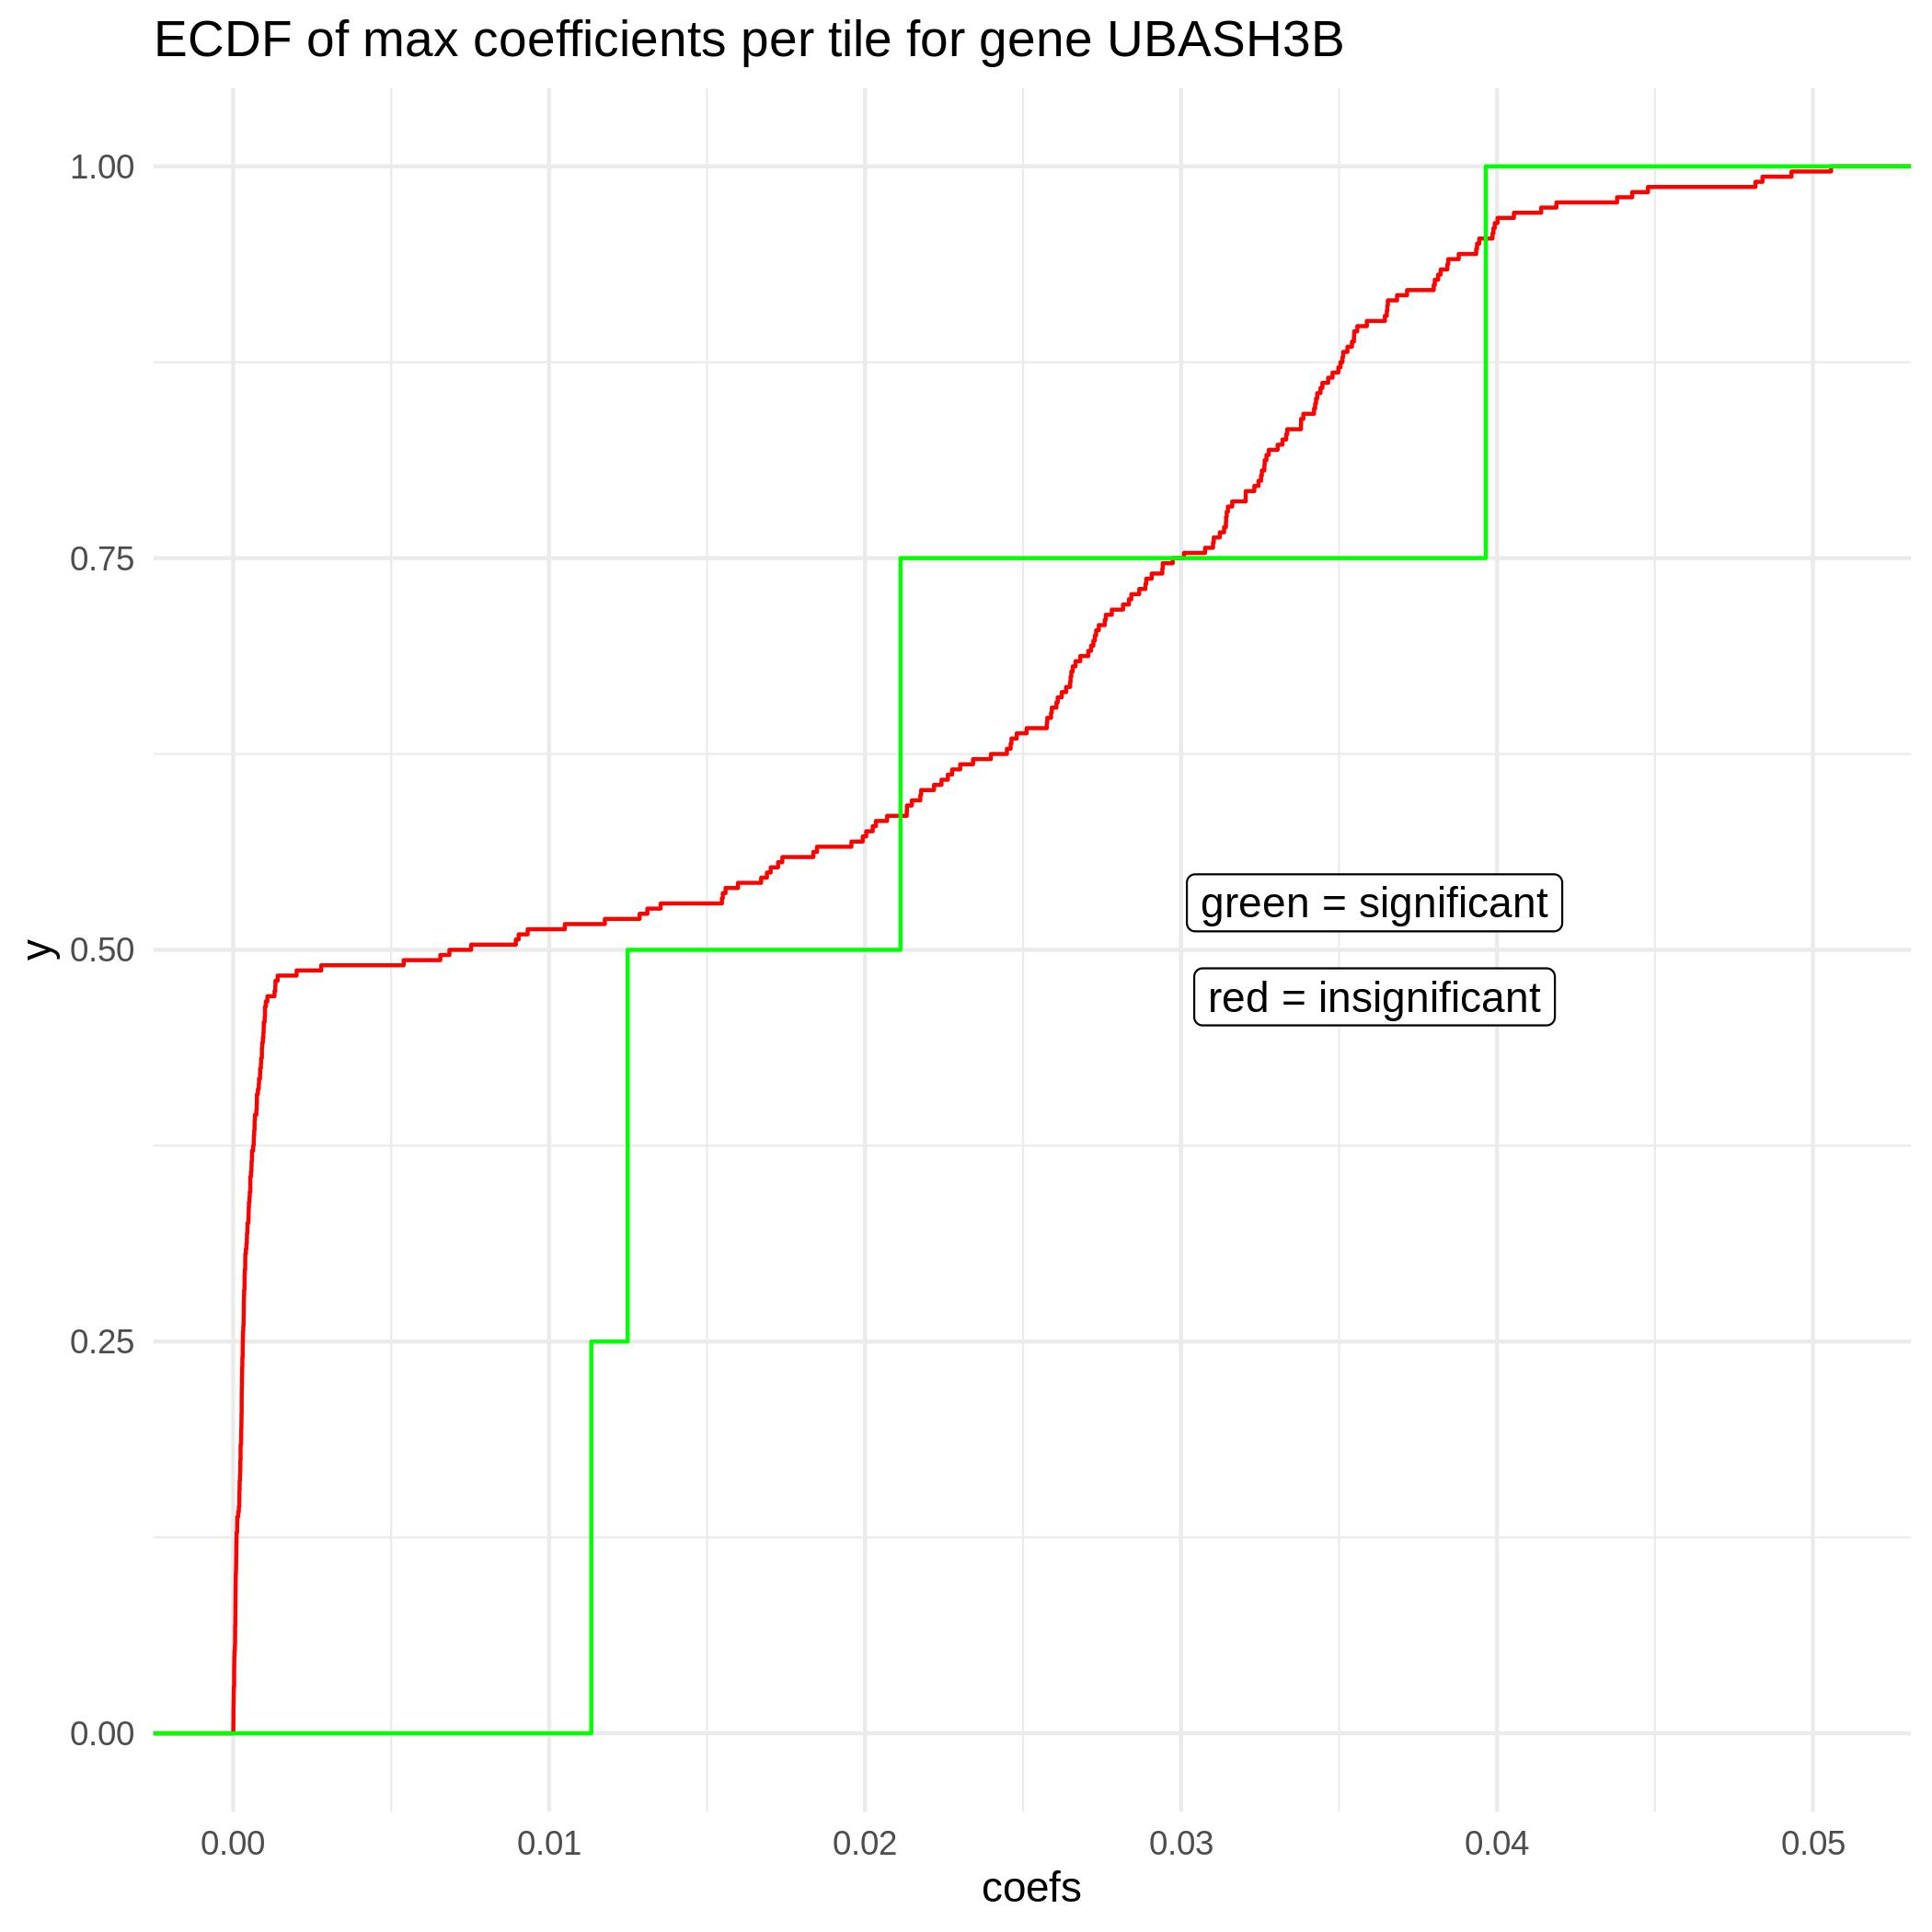 ECDF of max coefficients per tile for gene UBASH3B
1.00
0.75
0.50
0.25
0.00
y
green = significant
red = insignificant
0.00 0.01 0.02 0.03 0.04 0.05
coefs